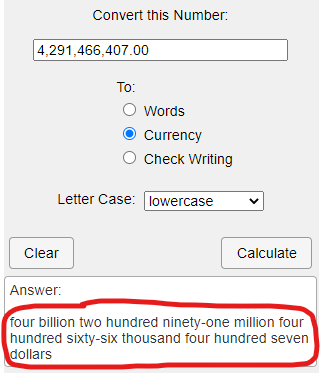 Convert this Number:
4,291,466,407.00
To:
Words
Currency
Check Writing
Letter Case: lowercase
Clear Calculate
Answer:
four billion two hundred ninety-one million four
hundred sixty-six thousand four hundred seven
dollars